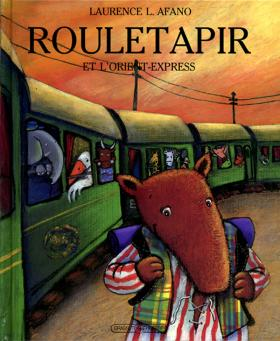 LAURENCE L. AFANO
ROULETAPIR
ET L'ORIENT-EXPRESS